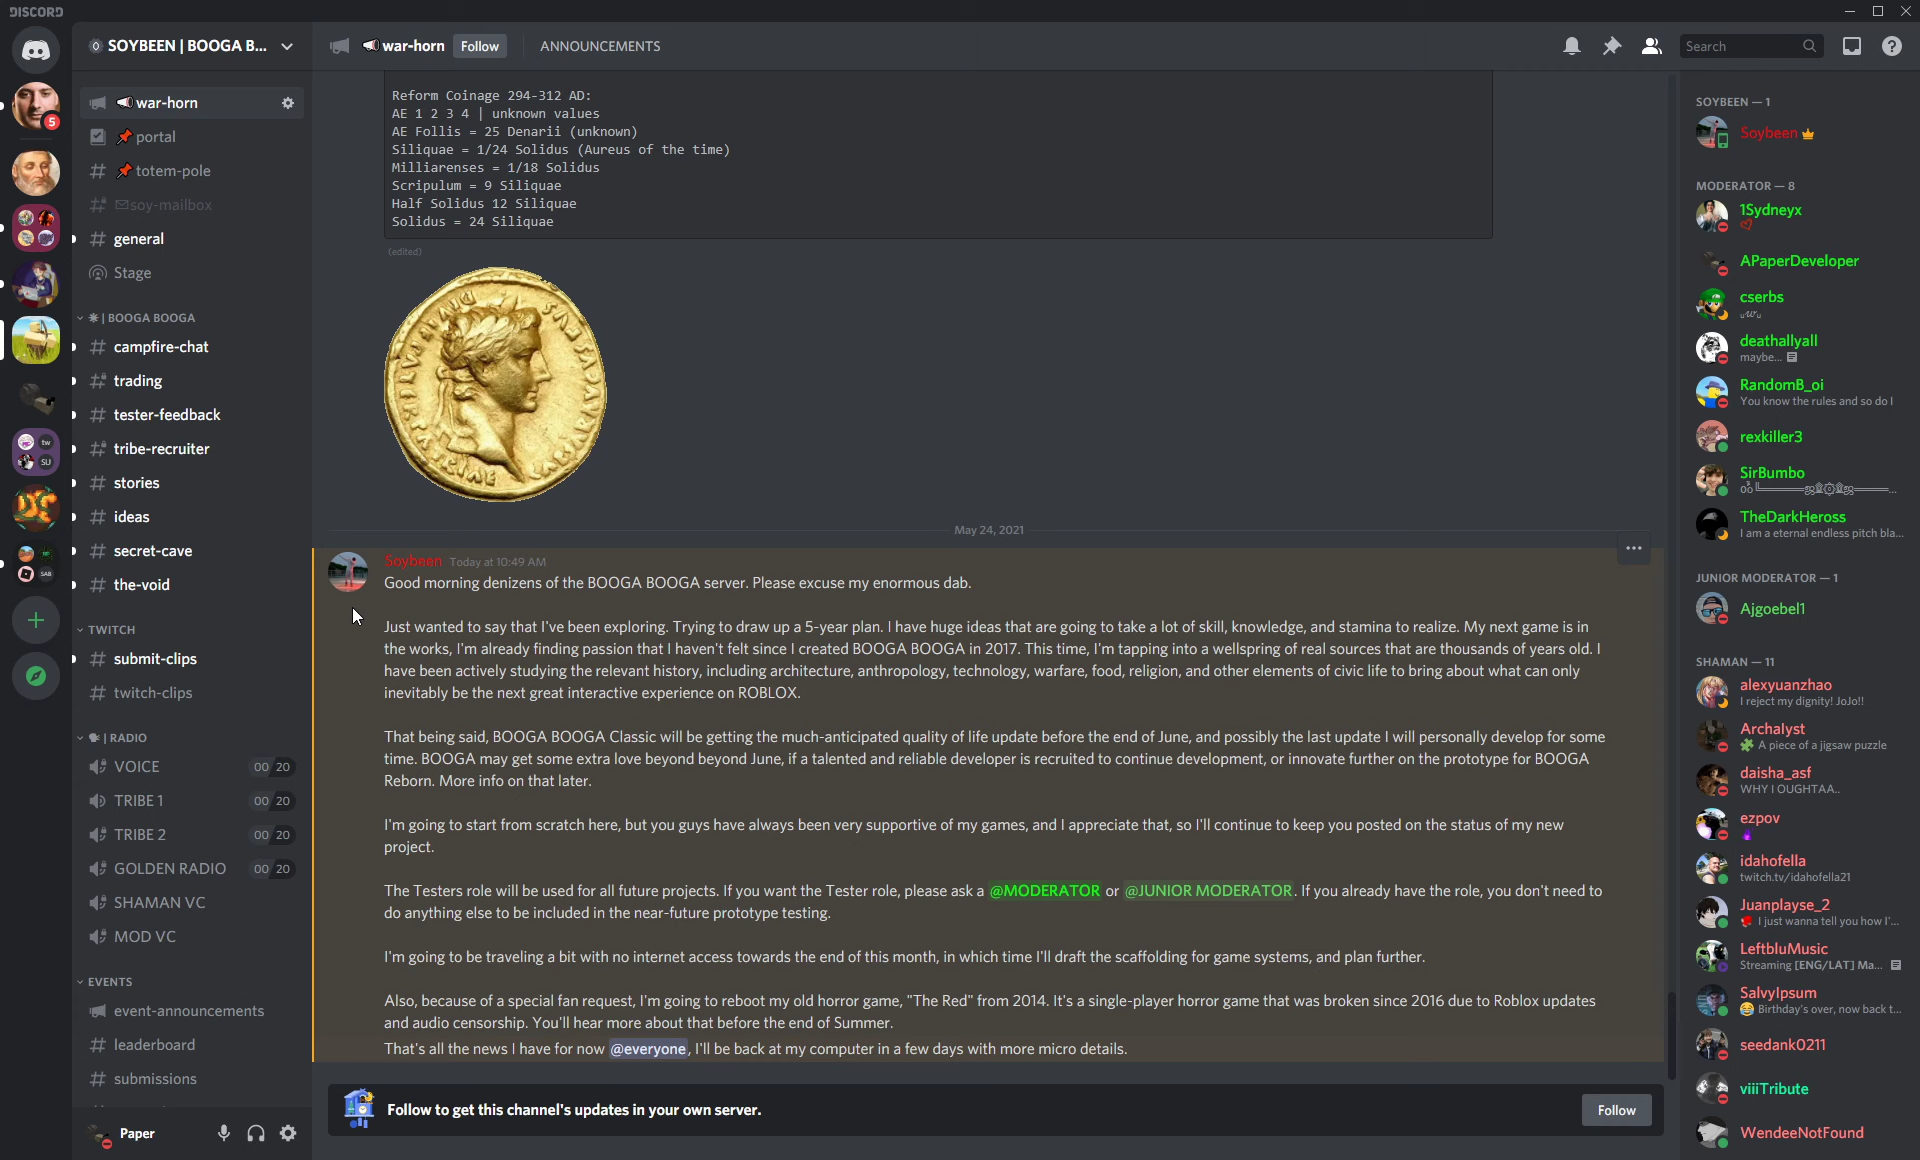 DISCORD
SOYBEEN | BOOGA B...
war-horn
Follow
ANNOUNCEMENTS
Search
5
war-horn
portal
totem-pole
soy-mailbox
general
Stage
| BOOGA BOOGA
campfire-chat
trading
tester-feedback
tribe-recruiter
stories
ideas
secret-cave
the-void
TWITCH
submit-clips
twitch-clips
| RADIO
VOICE 00 20
TRIBE 1 00 20
TRIBE 2 00 20
GOLDEN RADIO 00 20
SHAMAN VC
MOD VC
EVENTS
event-announcements
leaderboard
submissions
Paper
Reform Coinage 294-312 AD:
AE 1 2 3 4 | unknown values
AE Follis = 25 Denarii (unknown)
Siliquae = 1/24 Solidus (Aureus of the time)
Milliarenses = 1/18 Solidus
Scripulum = 9 Siliquae
Half Solidus 12 Siliquae
Solidus = 24 Siliquae
(edited)
May 24, 2021
Soybeen Today at 10:49 AM
Good morning denizens of the BOOGA BOOGA server. Please excuse my enormous dab.
Just wanted to say that I've been exploring. Trying to draw up a 5-year plan. I have huge ideas that are going to take a lot of skill, knowledge, and stamina to realize. My next game is in
the works, I'm already finding passion that I haven't felt since I created BOOGA BOOGA in 2017. This time, I'm tapping into a wellspring of real sources that are thousands of years old. I
have been actively studying the relevant history, including architecture, anthropology, technology, warfare, food, religion, and other elements of civic life to bring about what can only
inevitably be the next great interactive experience on ROBLOX.
That being said, BOOGA BOOGA Classic will be getting the much-anticipated quality of life update before the end of June, and possibly the last update I will personally develop for some
time. BOOGA may get some extra love beyond beyond June, if a talented and reliable developer is recruited to continue development, or innovate further on the prototype for BOOGA
Reborn. More info on that later.
I'm going to start from scratch here, but you guys have always been very supportive of my games, and I appreciate that, so I'll continue to keep you posted on the status of my new
project.
The Testers role will be used for all future projects. If you want the Tester role, please ask a @MODERATOR or @JUNIOR MODERATOR. If you already have the role, you don't need to
do anything else to be included in the near-future prototype testing.
I'm going to be traveling a bit with no internet access towards the end of this month, in which time I'll draft the scaffolding for game systems, and plan further.
Also, because of a special fan request, I'm going to reboot my old horror game, "The Red" from 2014. It's a single-player horror game that was broken since 2016 due to Roblox updates
and audio censorship. You'll hear more about that before the end of Summer.
That's all the news I have for now @everyone, I'll be back at my computer in a few days with more micro details.
Follow to get this channel's updates in your own server.
Follow
SOYBEEN — 1
Soybeen
MODERATOR — 8
1Sydneyx
APaperDeveloper
cserbs
deathallyall
maybe...
RandomB_oi
You know the rules and so do I
rexkiller3
SirBumbo
TheDarkHeross
I am a eternal endless pitch bla...
JUNIOR MODERATOR — 1
Ajgoebel1
SHAMAN — 11
alexyuanzhao
I reject my dignity! JoJo!!
Archalyst
A piece of a jigsaw puzzle
daisha_asf
WHY I OUGHTAA..
ezpov
idahofella
twitch.tv/idahofella21
Juanplayse_2
I just wanna tell you how I'...
LeftbluMusic
Streaming [ENG/LAT] Ma...
SalvyIpsum
Birthday's over, now back t...
seedank0211
viiiTribute
WendeeNotFound